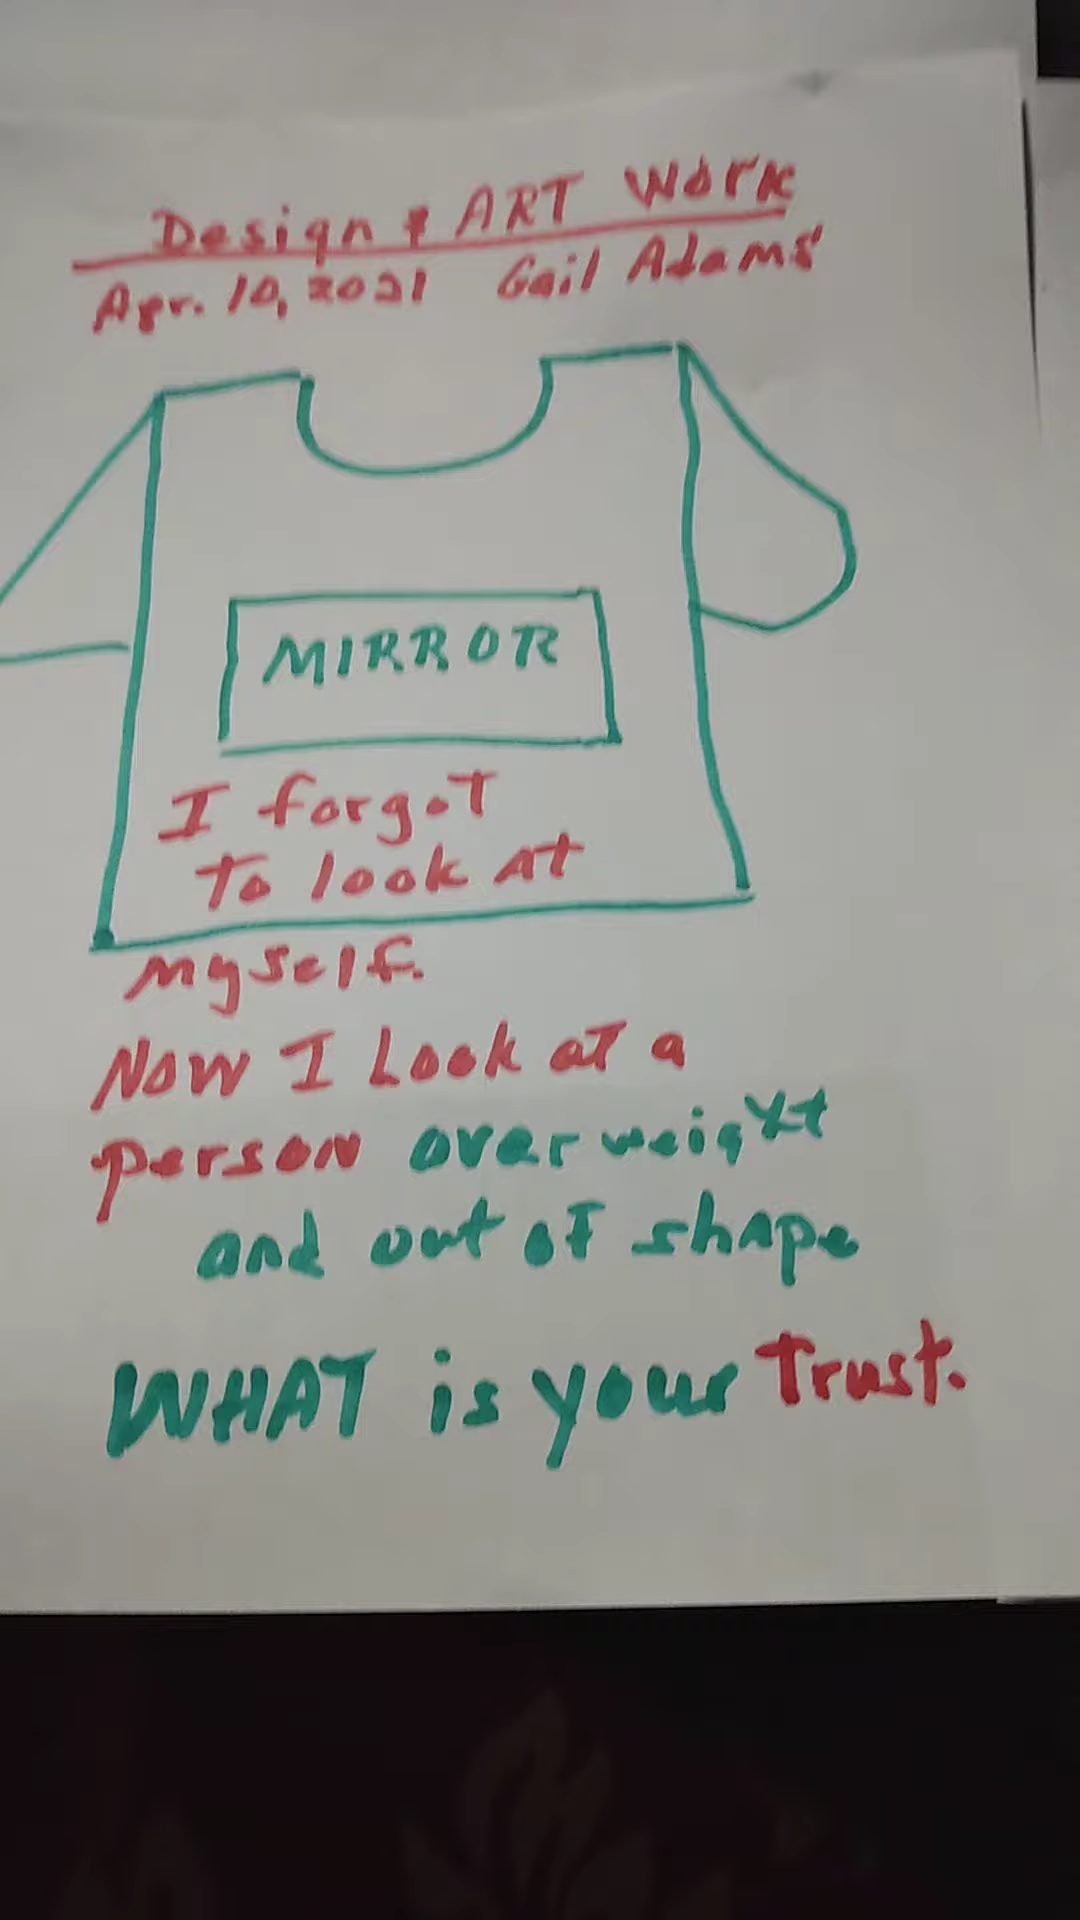 Design & ART Work
Apr. 10, 2021 Gail Adams
MIRROR
I forgot
To look at
myself.
Now I Look at a
person overweight
and out of shape
WHAT is your Trust.